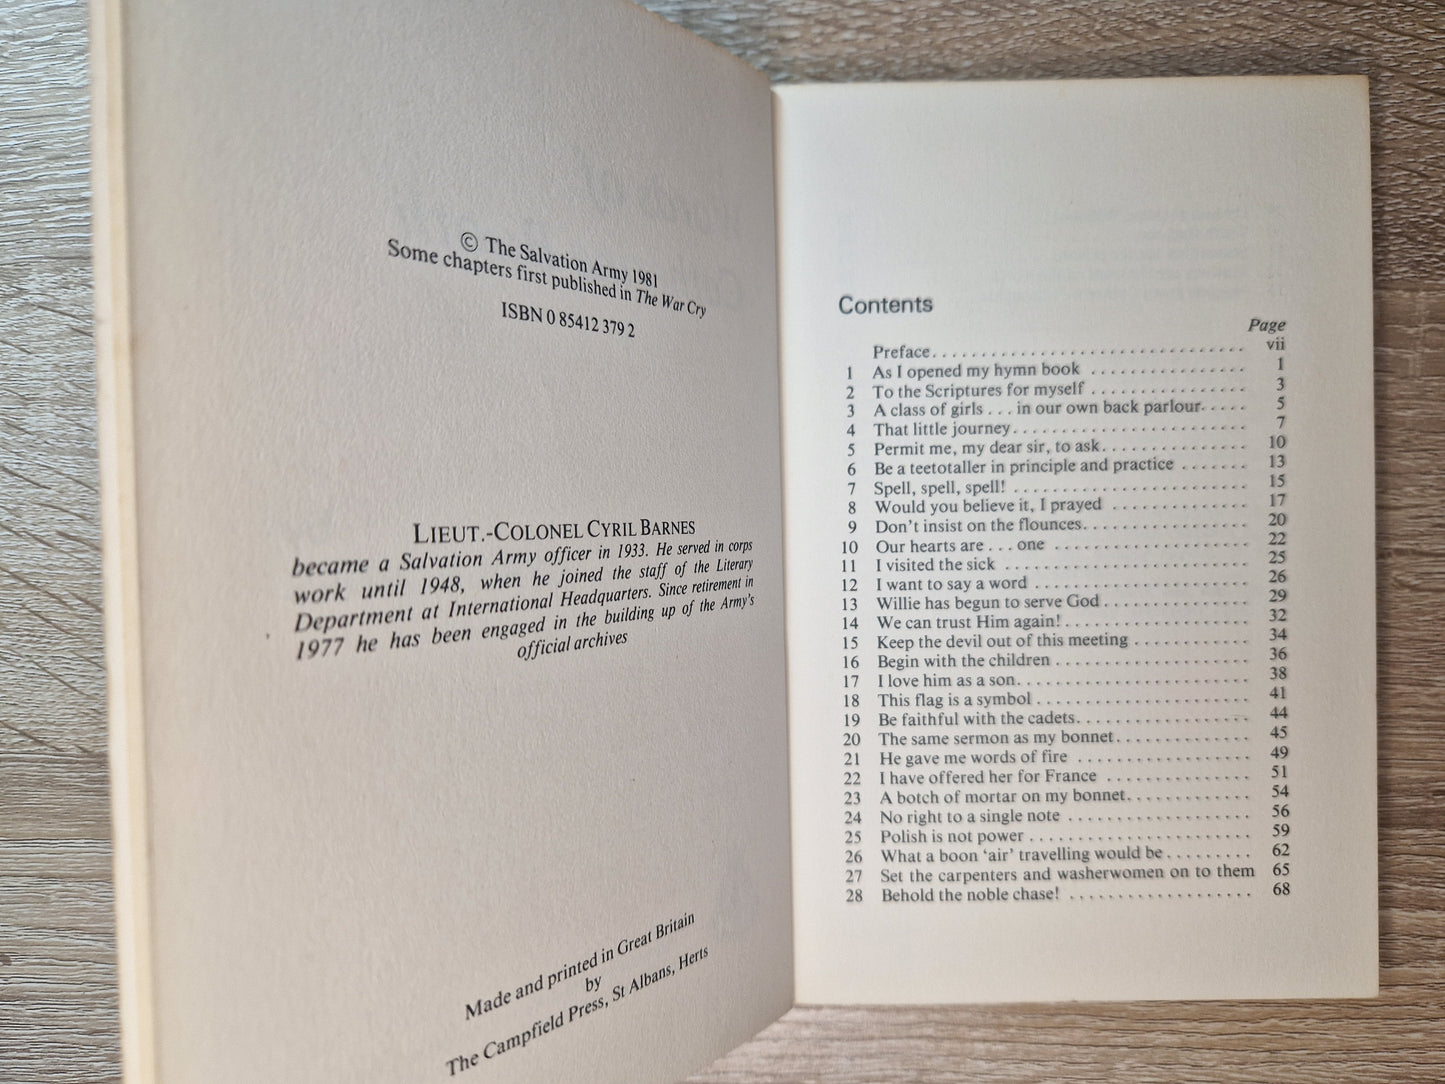 © The Salvation Army 1981
Some chapters first published in The War Cry
ISBN 0 85412 379 2
LIEUT.-COLONEL CYRIL BARNES
became a Salvation Army officer in 1933. He served in corps
work until 1948, when he joined the staff of the Literary
Department at International Headquarters. Since retirement in
1977 he has been engaged in the building up of the Army's
official archives
Made and printed in Great Britain
by
The Campfield Press, St Albans, Herts
Contents
Page
Preface................................ vii
1 As I opened my hymn book ................ 1
2 To the Scriptures for myself ................ 3
3 A class of girls . . . in our own back parlour..... 5
4 That little journey........................ 7
5 Permit me, my dear sir, to ask............... 10
6 Be a teetotaller in principle and practice ....... 13
7 Spell, spell, spell! ........................ 15
8 Would you believe it, I prayed .............. 17
9 Don't insist on the flounces................. 20
10 Our hearts are . . . one .................... 22
11 I visited the sick ......................... 25
12 I want to say a word ...................... 26
13 Willie has begun to serve God............... 29
14 We can trust Him again!................... 32
15 Keep the devil out of this meeting ............ 34
16 Begin with the children .................... 36
17 I love him as a son........................ 38
18 This flag is a symbol ...................... 41
19 Be faithful with the cadets.................. 44
20 The same sermon as my bonnet.............. 45
21 He gave me words of fire .................. 49
22 I have offered her for France ............... 51
23 A botch of mortar on my bonnet............. 54
24 No right to a single note ................... 56
25 Polish is not power ....................... 59
26 What a boon 'air' travelling would be......... 62
27 Set the carpenters and washerwomen on to them 65
28 Behold the noble chase! ................... 68